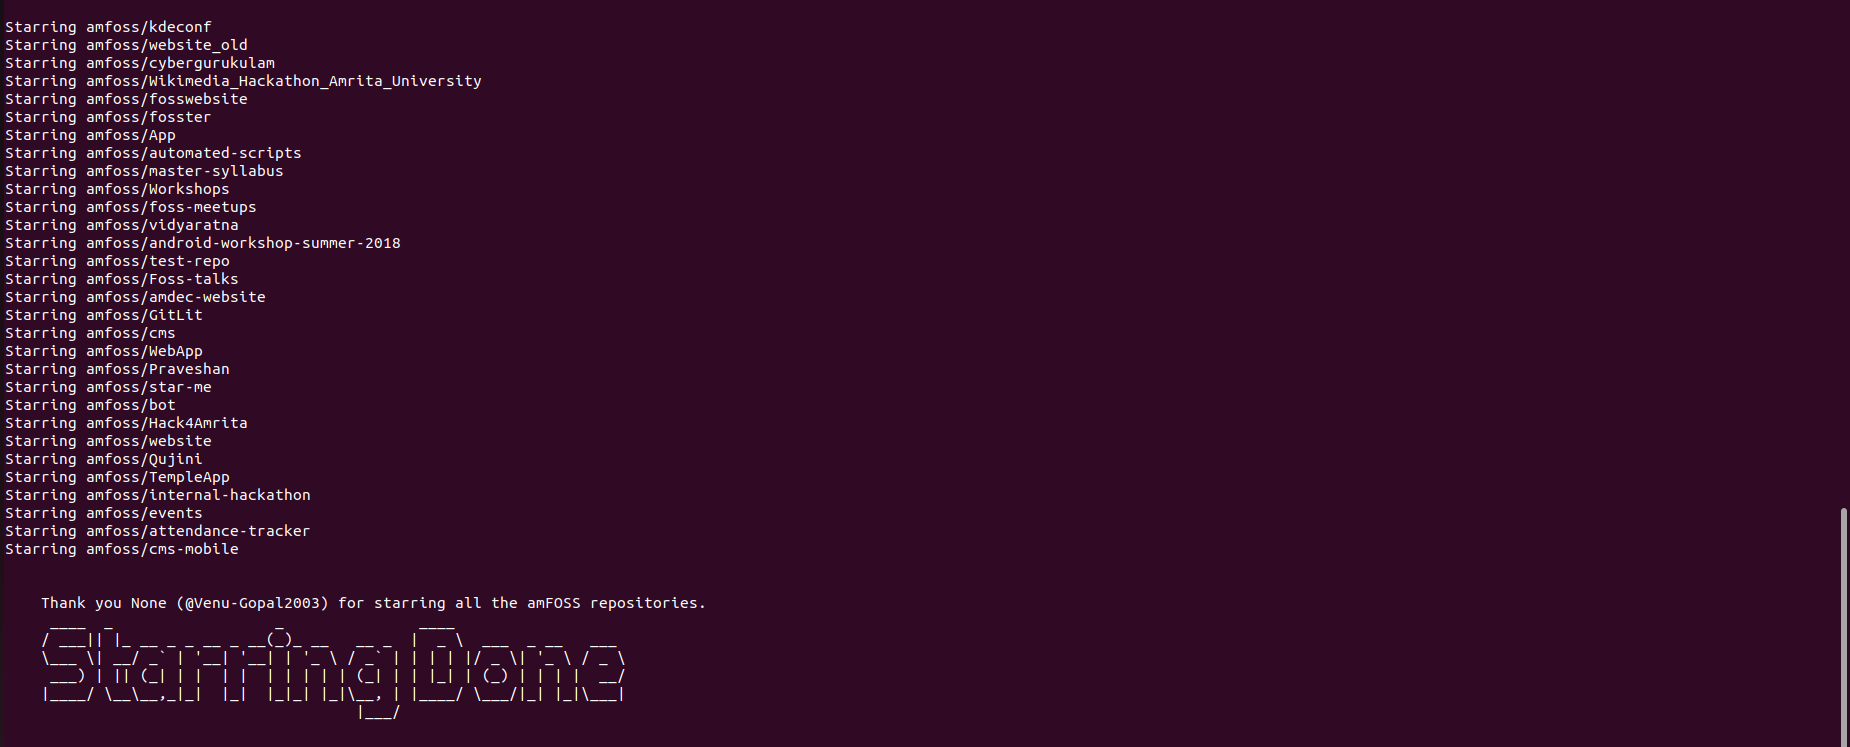 Starring amfoss/kdeconf
Starring amfoss/website_old
Starring amfoss/cybergurukulam
Starring amfoss/Wikimedia_Hackathon_Amrita_University
Starring amfoss/fosswebsite
Starring amfoss/fosster
Starring amfoss/App
Starring amfoss/automated-scripts
Starring amfoss/master-syllabus
Starring amfoss/Workshops
Starring amfoss/foss-meetups
Starring amfoss/vidyaratna
Starring amfoss/android-workshop-summer-2018
Starring amfoss/test-repo
Starring amfoss/Foss-talks
Starring amfoss/amdec-website
Starring amfoss/GitLit
Starring amfoss/cms
Starring amfoss/WebApp
Starring amfoss/Praveshan
Starring amfoss/star-me
Starring amfoss/bot
Starring amfoss/Hack4Amrita
Starring amfoss/website
Starring amfoss/Qujini
Starring amfoss/TempleApp
Starring amfoss/internal-hackathon
Starring amfoss/events
Starring amfoss/attendance-tracker
Starring amfoss/cms-mobile
Thank you None (@Venu-Gopal2003) for starring all the amFOSS repositories.
Starring Done